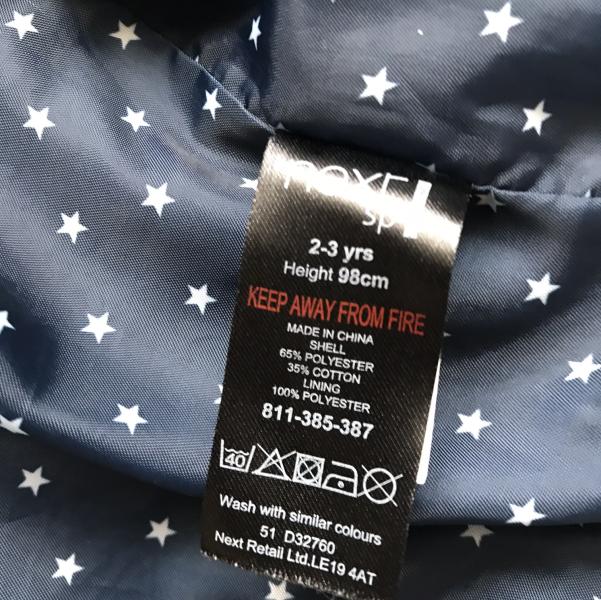 next
2-3 yrs
Height 98cm
KEEP AWAY FROM FIRE
MADE IN CHINA
SHELL
65% POLYESTER
35% COTTON
LINING
100% POLYESTER
811-385-387
40
Wash with similar colours
51 D32760
Next Retail Ltd.LE19 4AT